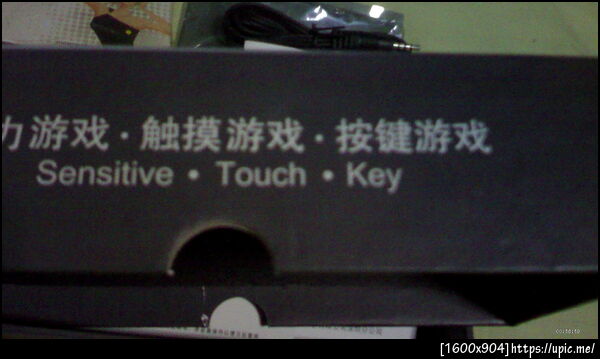 力游戏·触摸游戏·按键游戏
Sensitive • Touch • Key
[1600x904]https://upic.me/